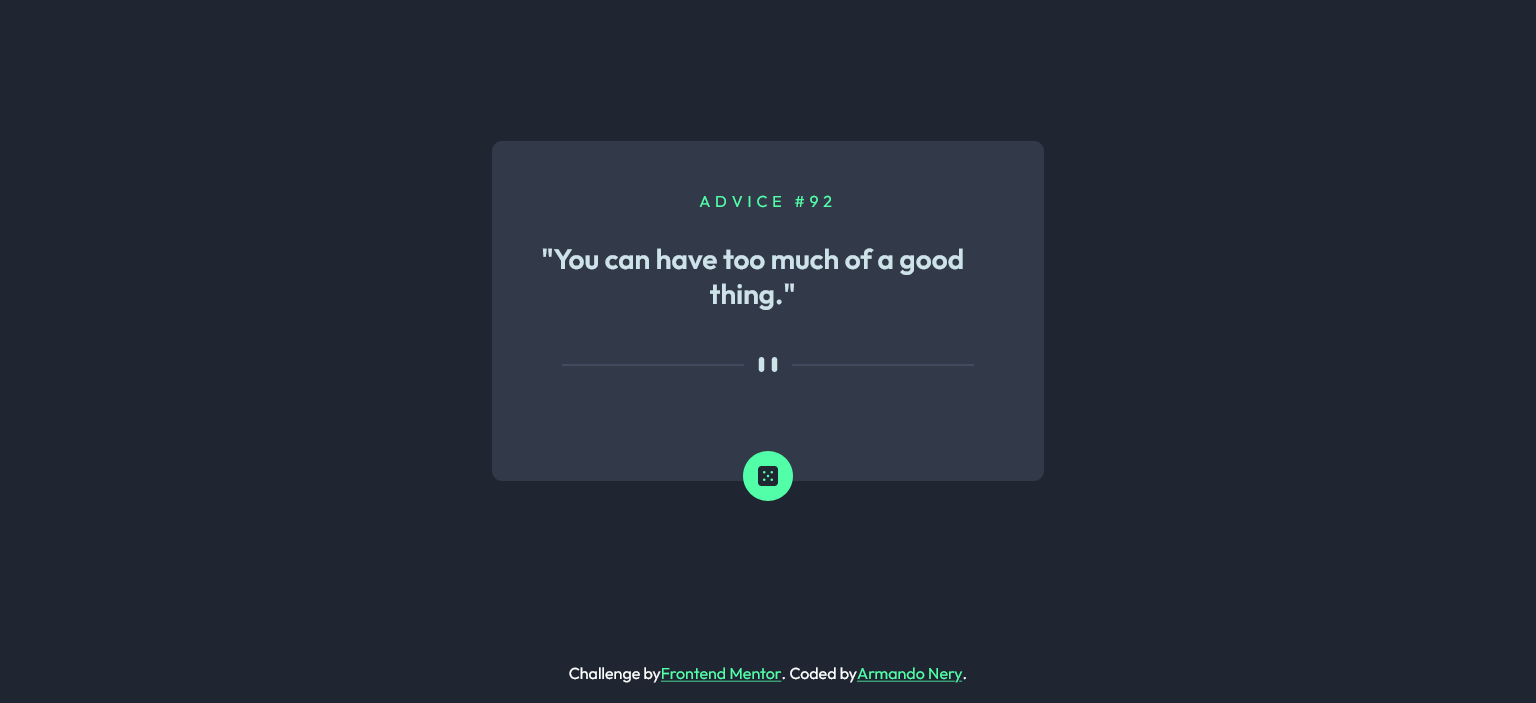 ADVICE #92
"You can have too much of a good
thing."
Challenge byFrontend Mentor. Coded byArmando Nery.